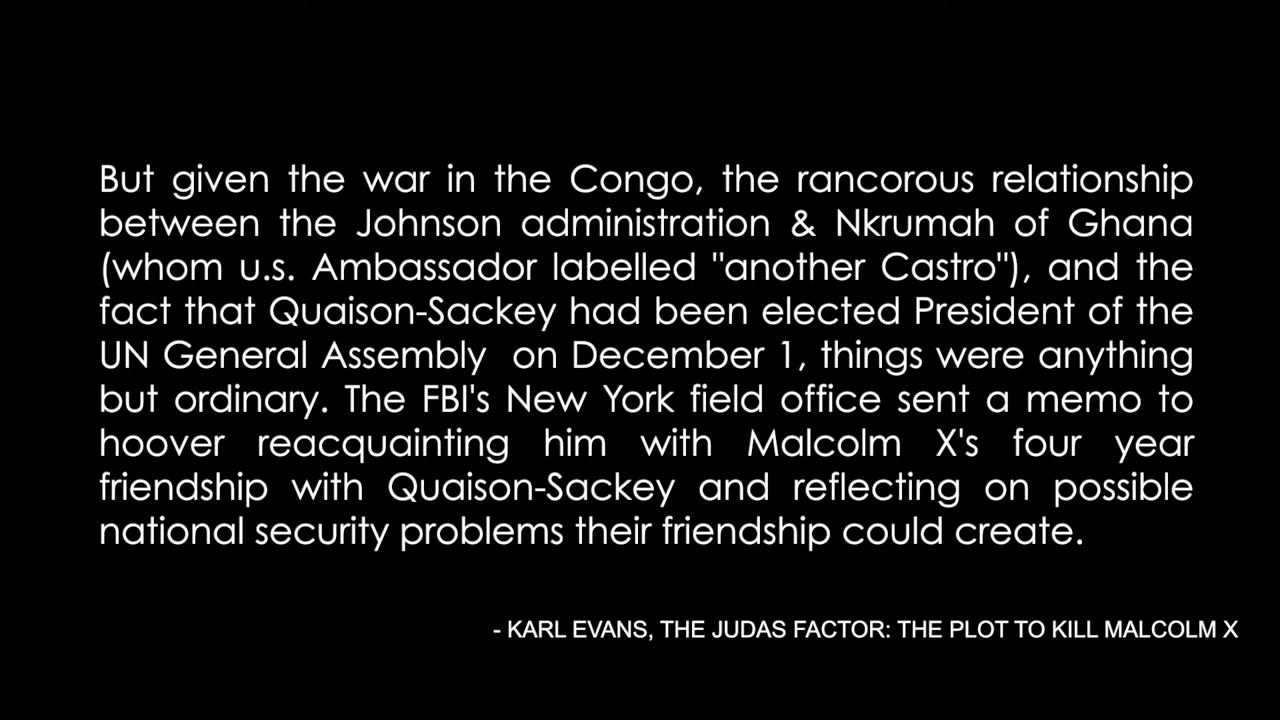 But given the war in the Congo, the rancorous relationship
between the Johnson administration & Nkrumah of Ghana
(whom u.s. Ambassador labelled "another Castro"), and the
fact that Quaison-Sackey had been elected President of the
UN General Assembly on December 1, things were anything
but ordinary. The FBI's New York field office sent a memo to
hoover reacquainting him with Malcolm X's four year
friendship with Quaison-Sackey and reflecting on possible
national security problems their friendship could create.
- KARL EVANS, THE JUDAS FACTOR: THE PLOT TO KILL MALCOLM X